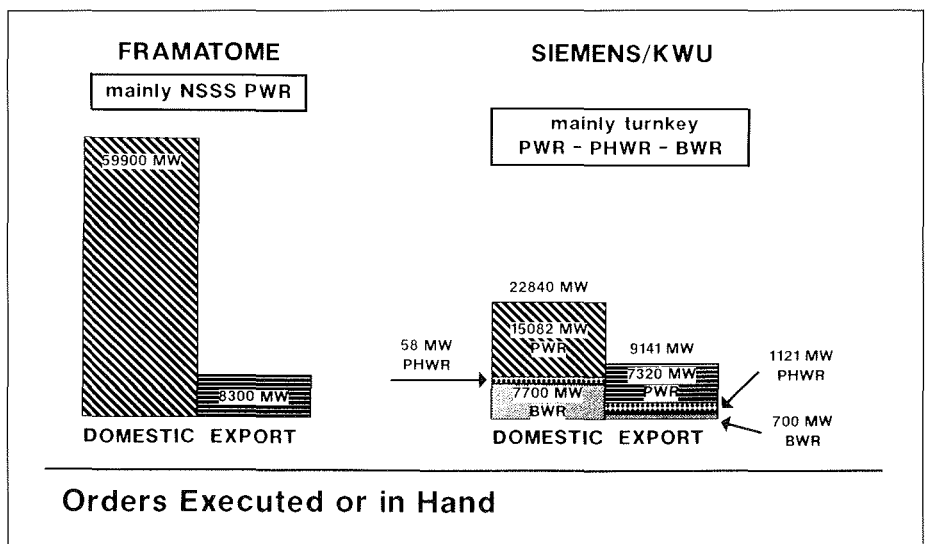 FRAMATOME
mainly NSSS PWR
59900 MW
8300 MW
DOMESTIC EXPORT
SIEMENS/KWU
mainly turnkey
PWR - PHWR - BWR
22840 MW
15082 MW
PWR
58 MW
PHWR
7700 MW
BWR
9141 MW
7320 MW
PWR
1121 MW
PHWR
700 MW
BWR
DOMESTIC EXPORT
Orders Executed or in Hand